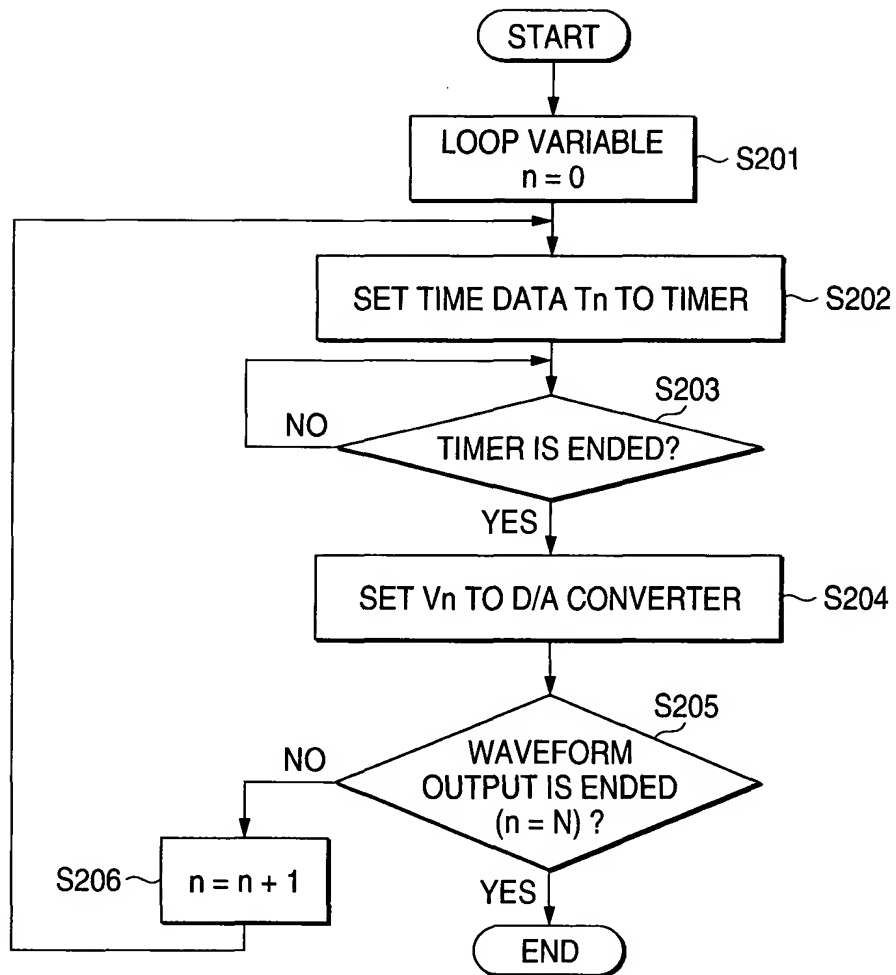 START
LOOP VARIABLE
n = 0
S201
SET TIME DATA Tn TO TIMER
S202
S203
NO
TIMER IS ENDED?
YES
SET Vn TO D/A CONVERTER
S204
S205
NO
WAVEFORM
OUTPUT IS ENDED
(n = N) ?
S206
n = n + 1
YES
END